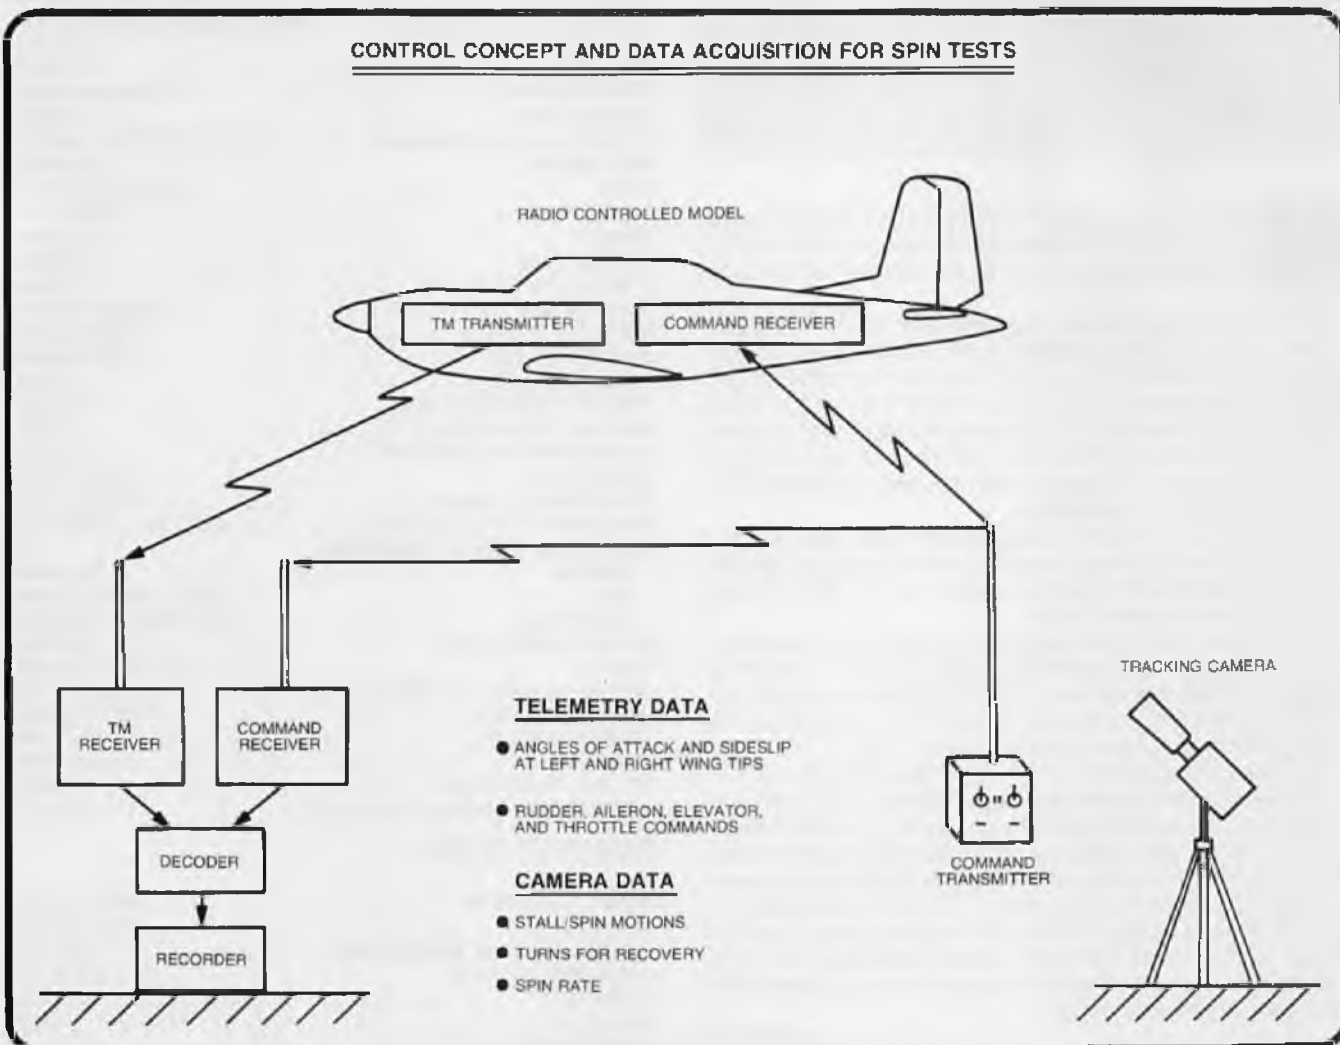 CONTROL CONCEPT AND DATA ACQUISITION FOR SPIN TESTS
RADIO CONTROLLED MODEL
TM TRANSMITTER
COMMAND RECEIVER
TRACKING CAMERA
TM
RECEIVER
COMMAND
RECEIVER
DECODER
RECORDER
TELEMETRY DATA
● ANGLES OF ATTACK AND SIDESLIP
AT LEFT AND RIGHT WING TIPS
● RUDDER, AILERON, ELEVATOR,
AND THROTTLE COMMANDS
CAMERA DATA
● STALL/SPIN MOTIONS
● TURNS FOR RECOVERY
● SPIN RATE
COMMAND
TRANSMITTER